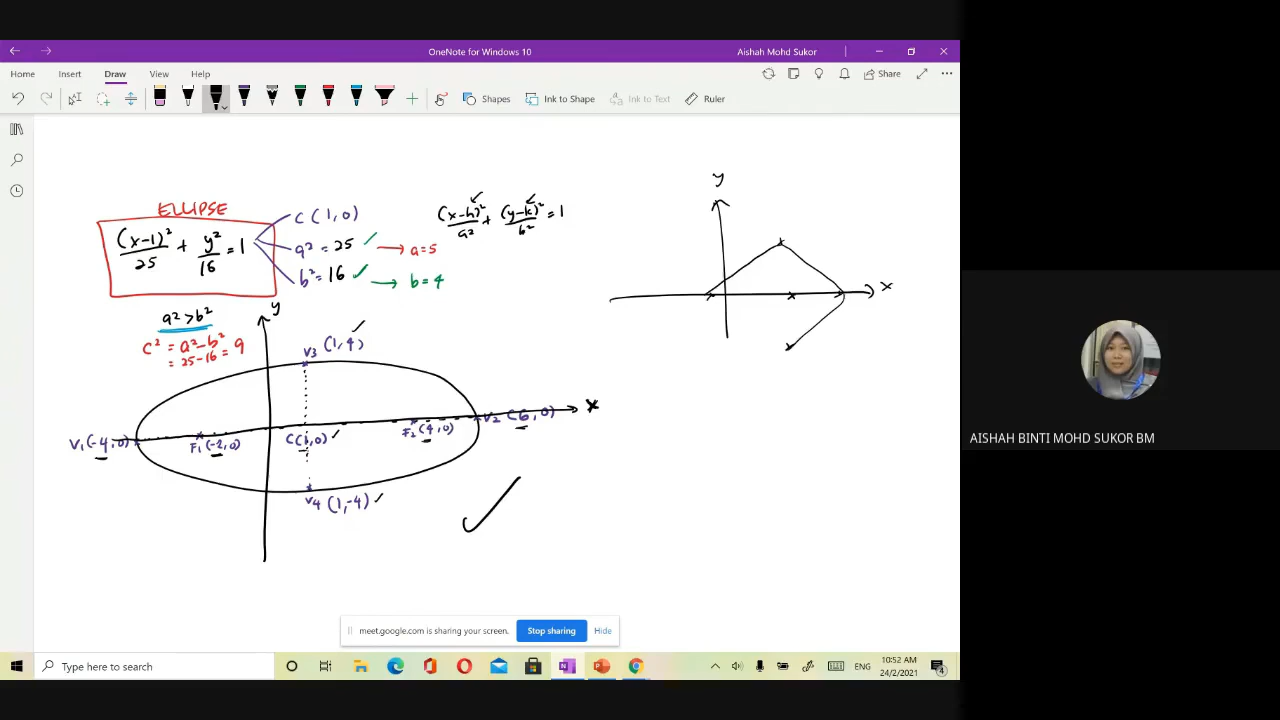 OneNote for Windows 10
Aishah Mohd Sukor
Home Insert Draw View Help
Share
Shapes Ink to Shape Ink to Text Ruler
ELLIPSE
(x-1)²/25 + y²/16 = 1
C (1,0)
a² = 25 → a=5
b² = 16 → b=4
(x-h)²/a² + (y-k)²/b² = 1
a² > b²
c² = a²-b²
= 25-16 = 9
y
V3 (1,4)
x
V1(-4,0)
F1(-2,0)
C(1,0)
F2(4,0)
V2 (6,0)
V4 (1,-4)
y
x
AISHAH BINTI MOHD SUKOR BM
meet.google.com is sharing your screen. Stop sharing Hide
Type here to search
ENG
10:52 AM
24/2/2021
4